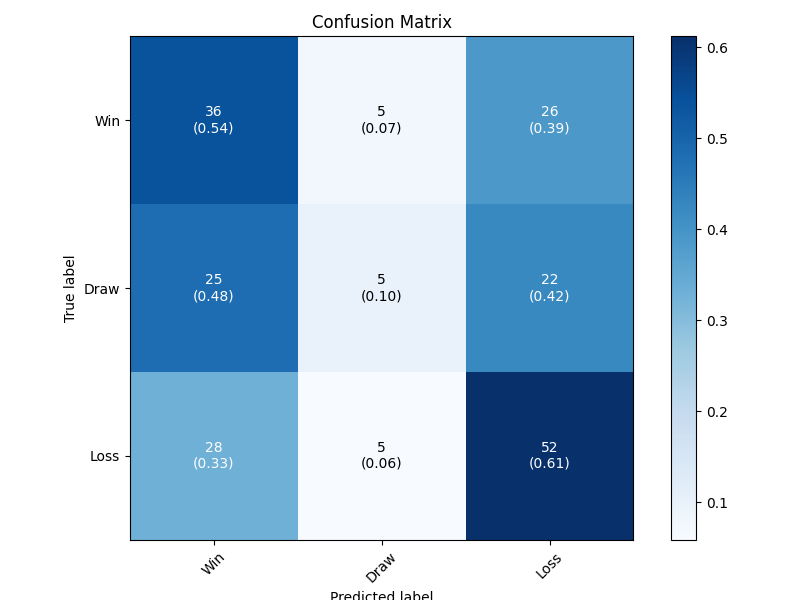 Confusion Matrix
True label
Win
36
(0.54)
5
(0.07)
26
(0.39)
Draw
25
(0.48)
5
(0.10)
22
(0.42)
Loss
28
(0.33)
5
(0.06)
52
(0.61)
Win
Draw
Loss
Predicted label
0.6
0.5
0.4
0.3
0.2
0.1